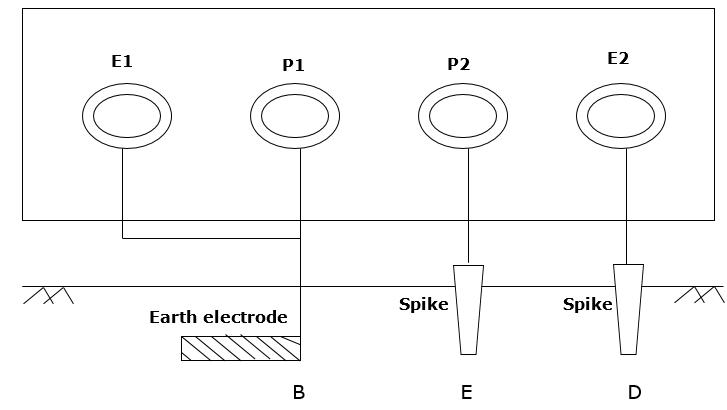 E1 P1 P2 E2
Earth electrode Spike Spike
B E D